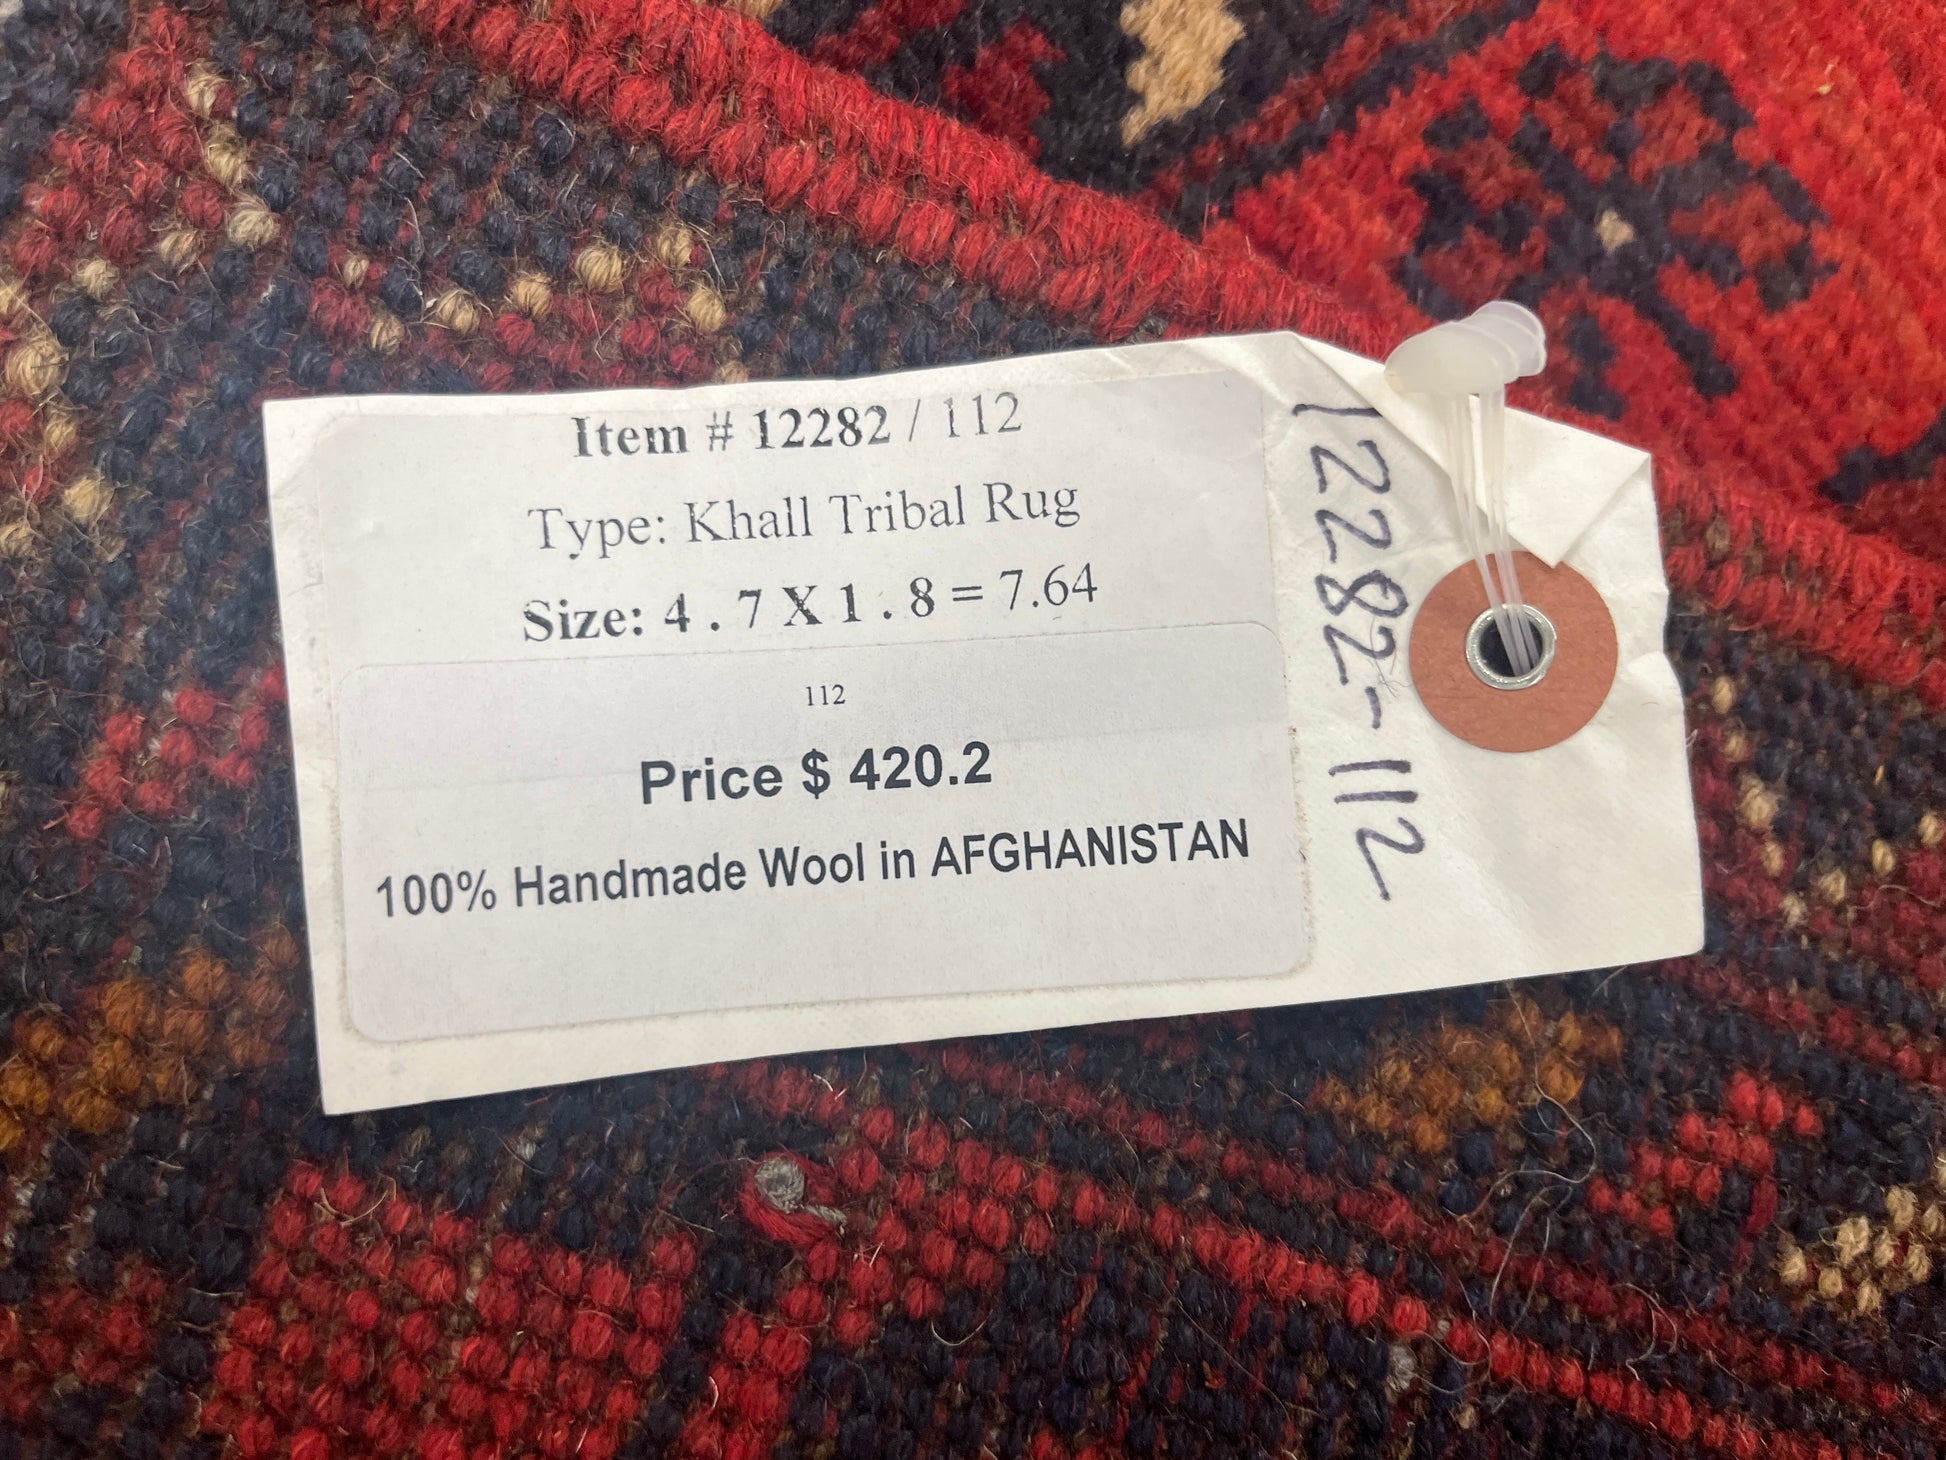 Item # 12282 / 112
Type: Khall Tribal Rug
Size: 4 . 7 X 1 . 8 = 7.64
112
Price $ 420.2
100% Handmade Wool in AFGHANISTAN
12282-112